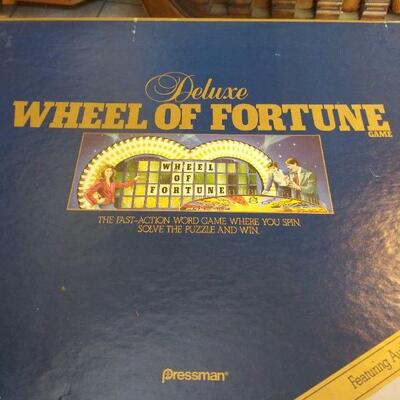 Deluxe
WHEEL OF FORTUNE
GAME
WHEEL
OF
FORTUNE
THE FAST-ACTION WORD GAME WHERE YOU SPIN,
SOLVE THE PUZZLE AND WIN.
Pressman®
Featuring